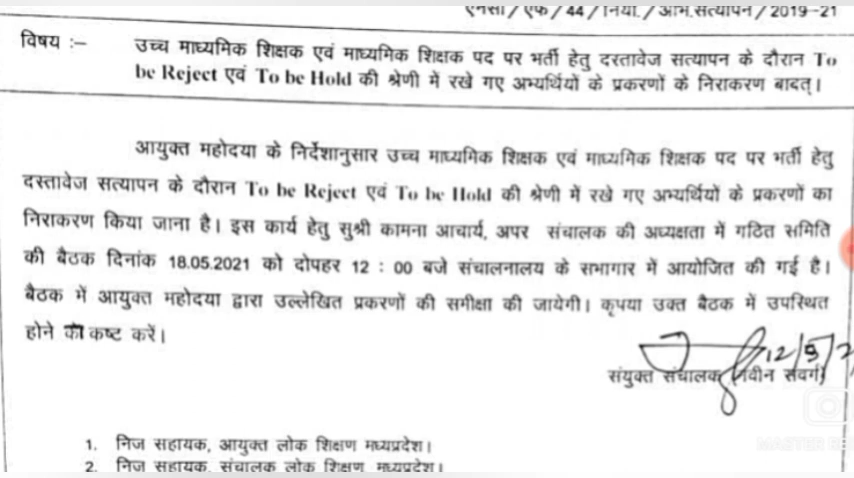 एनसी / एफ / 44 / नियो. / अभि.सत्यापन / 2019-21
विषय :– उच्च माध्यमिक शिक्षक एवं माध्यमिक शिक्षक पद पर भर्ती हेतु दस्तावेज सत्यापन के दौरान To
be Reject एवं To be Hold की श्रेणी में रखे गए अभ्यर्थियों के प्रकरणों के निराकरण बावत्।
आयुक्त महोदया के निर्देशानुसार उच्च माध्यमिक शिक्षक एवं माध्यमिक शिक्षक पद पर भर्ती हेतु
दस्तावेज सत्यापन के दौरान To be Reject एवं To be Hold की श्रेणी में रखे गए अभ्यर्थियों के प्रकरणों का
निराकरण किया जाना है। इस कार्य हेतु सुश्री कामना आचार्य, अपर संचालक की अध्यक्षता में गठित समिति
की बैठक दिनांक 18.05.2021 को दोपहर 12 : 00 बजे संचालनालय के सभागार में आयोजित की गई है।
बैठक में आयुक्त महोदया द्वारा उल्लेखित प्रकरणों की समीक्षा की जायेगी। कृपया उक्त बैठक में उपस्थित
होने का कष्ट करें।
12/5/2
संयुक्त संचालक (नवीन संवर्ग)
1. निज सहायक, आयुक्त लोक शिक्षण मध्यप्रदेश।
2. निज सहायक, संचालक लोक शिक्षण, मध्यप्रदेश।